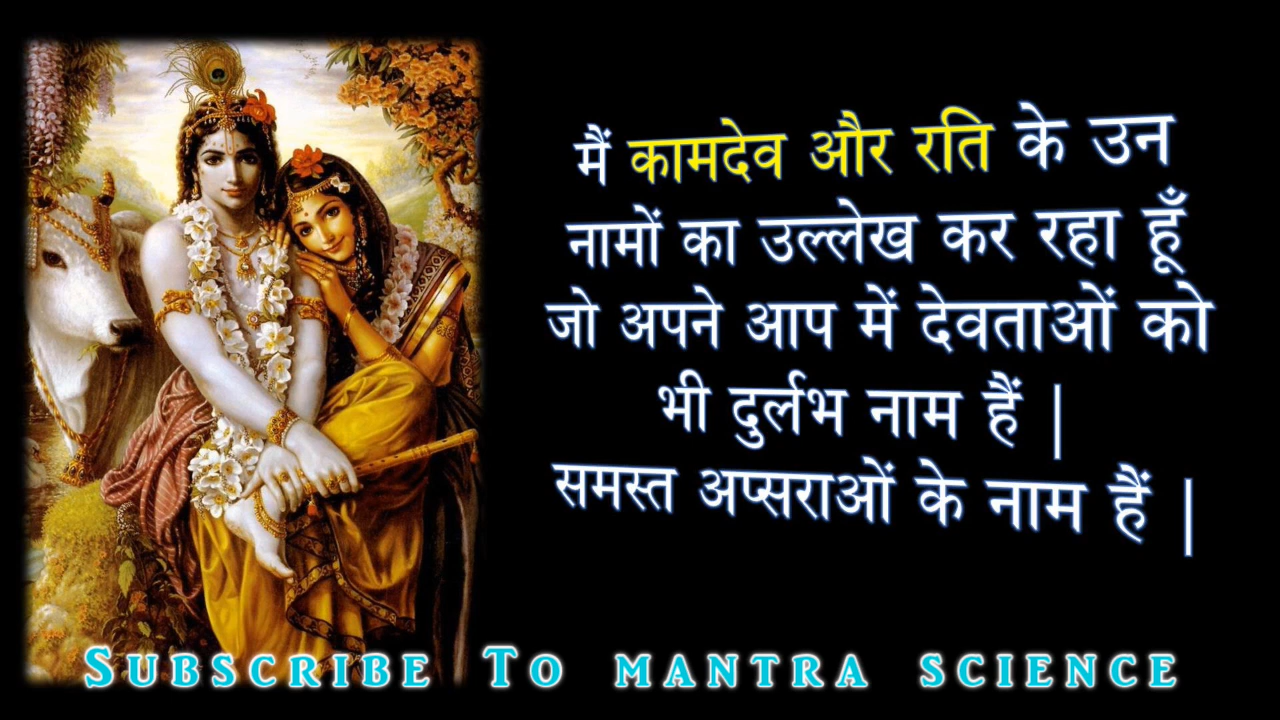 मैं कामदेव और रति के उन
नामों का उल्लेख कर रहा हूँ
जो अपने आप में देवताओं को
भी दुर्लभ नाम हैं |
समस्त अप्सराओं के नाम हैं |
SUBSCRIBE TO MANTRA SCIENCE